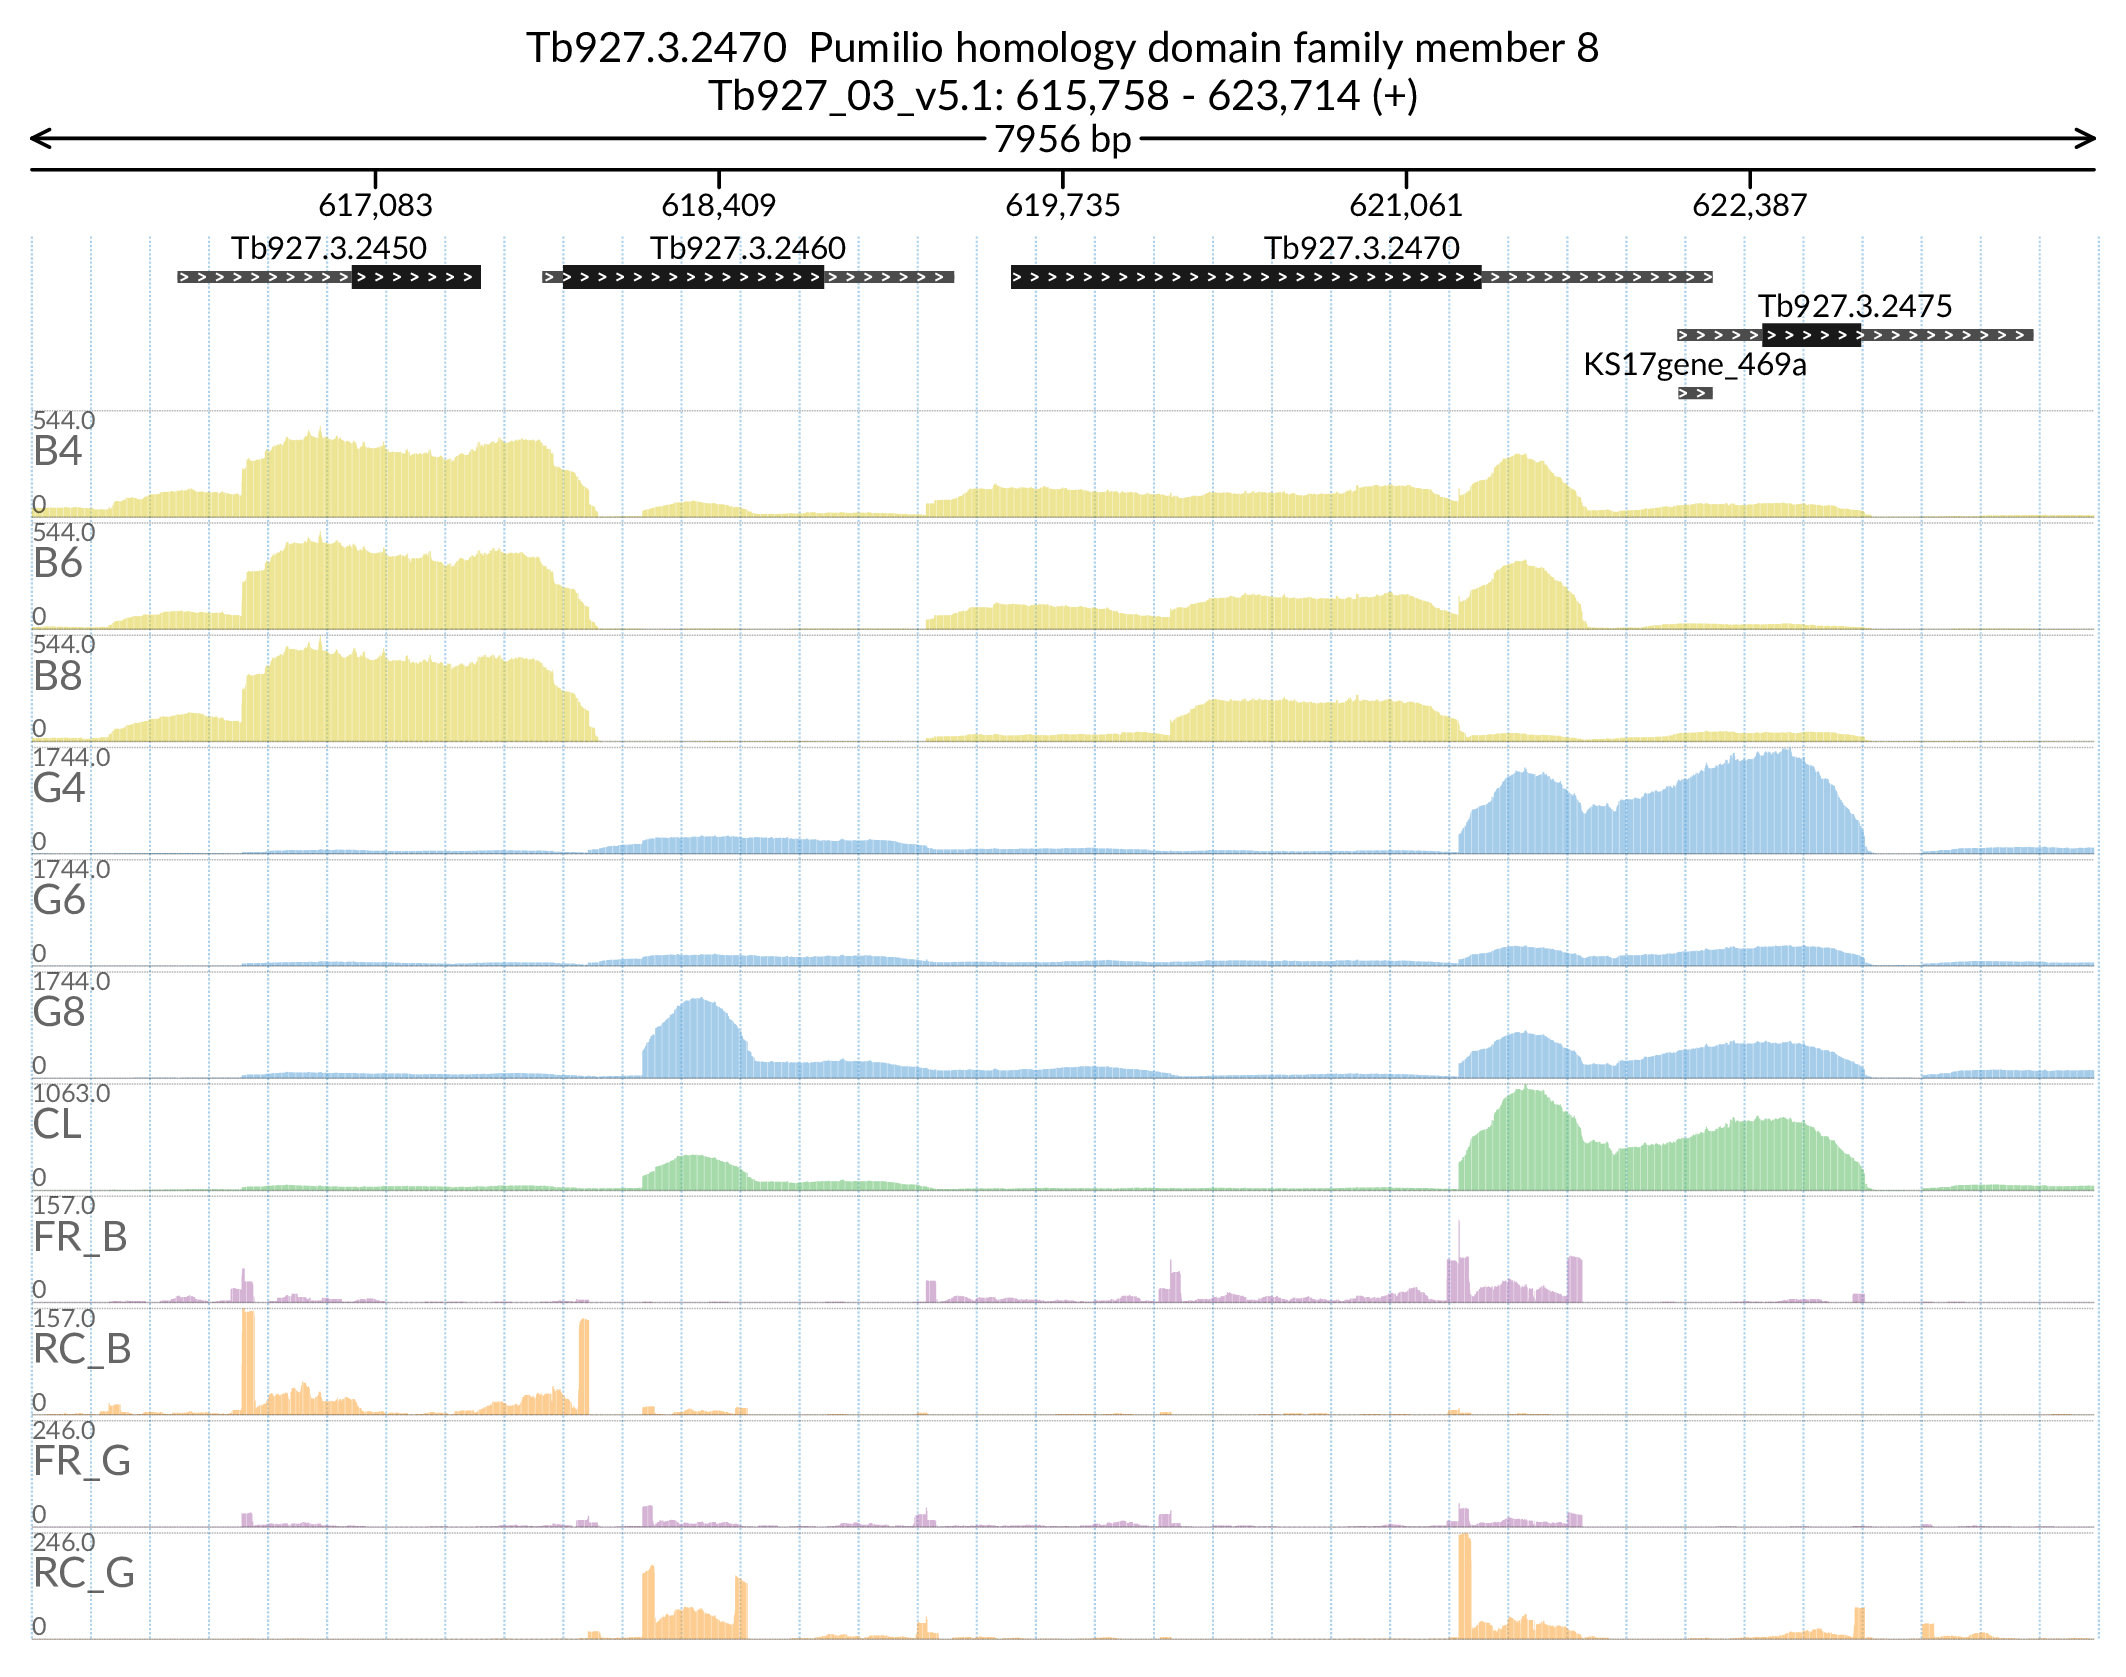 Tb927.3.2470  Pumilio homology domain family member 8
Tb927_03_v5.1: 615,758 - 623,714 (+)
7956 bp
617,083 618,409 619,735 621,061 622,387
Tb927.3.2450 Tb927.3.2460 Tb927.3.2470
Tb927.3.2475
KS17gene_469a
544.0
B4
0
544.0
B6
0
544.0
B8
0
1744.0
G4
0
1744.0
G6
0
1744.0
G8
0
1063.0
CL
0
157.0
FR_B
0
157.0
RC_B
0
246.0
FR_G
0
246.0
RC_G
0